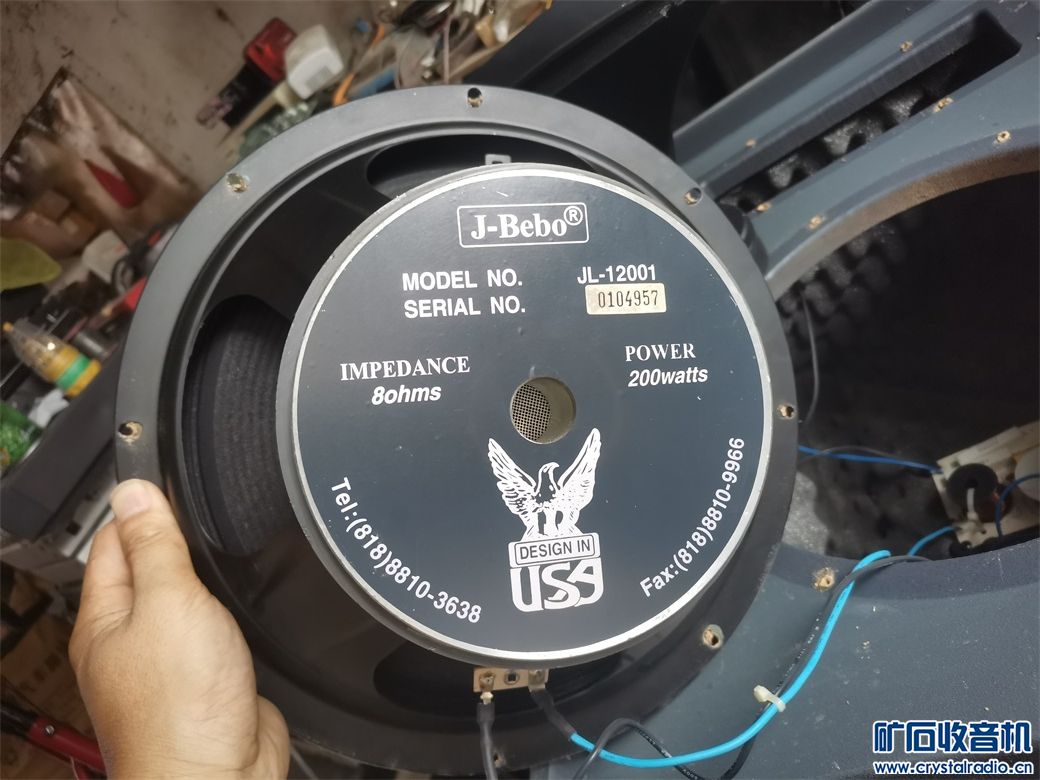 J-Bebo®
MODEL NO. JL-12001
SERIAL NO. 0104957
IMPEDANCE
8ohms
POWER
200watts
DESIGN IN
USA
Tel:(818)8810-3638
Fax:(818)8810-9966
矿石收音机
www.crystalradio.cn